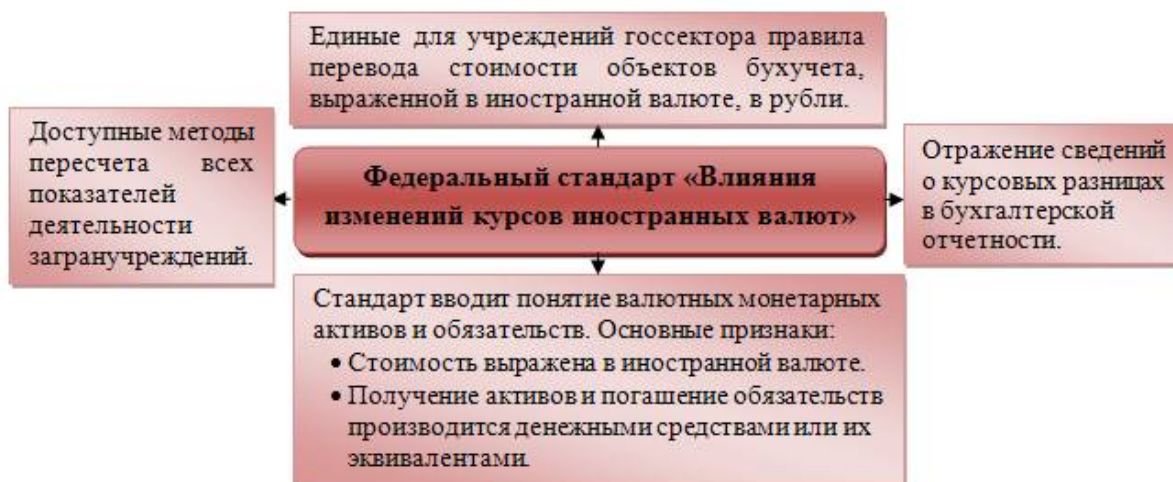 Единые для учреждений госсектора правила
перевода стоимости объектов бухучета,
выраженной в иностранной валюте, в рубли.
Доступные методы
пересчета всех
показателей
деятельности
загранучреждений.
Федеральный стандарт «Влияния
изменений курсов иностранных валют»
Отражение сведений
о курсовых разницах
в бухгалтерской
отчетности.
Стандарт вводит понятие валютных монетарных
активов и обязательств. Основные признаки:
• Стоимость выражена в иностранной валюте.
• Получение активов и погашение обязательств
производится денежными средствами или их
эквивалентами.